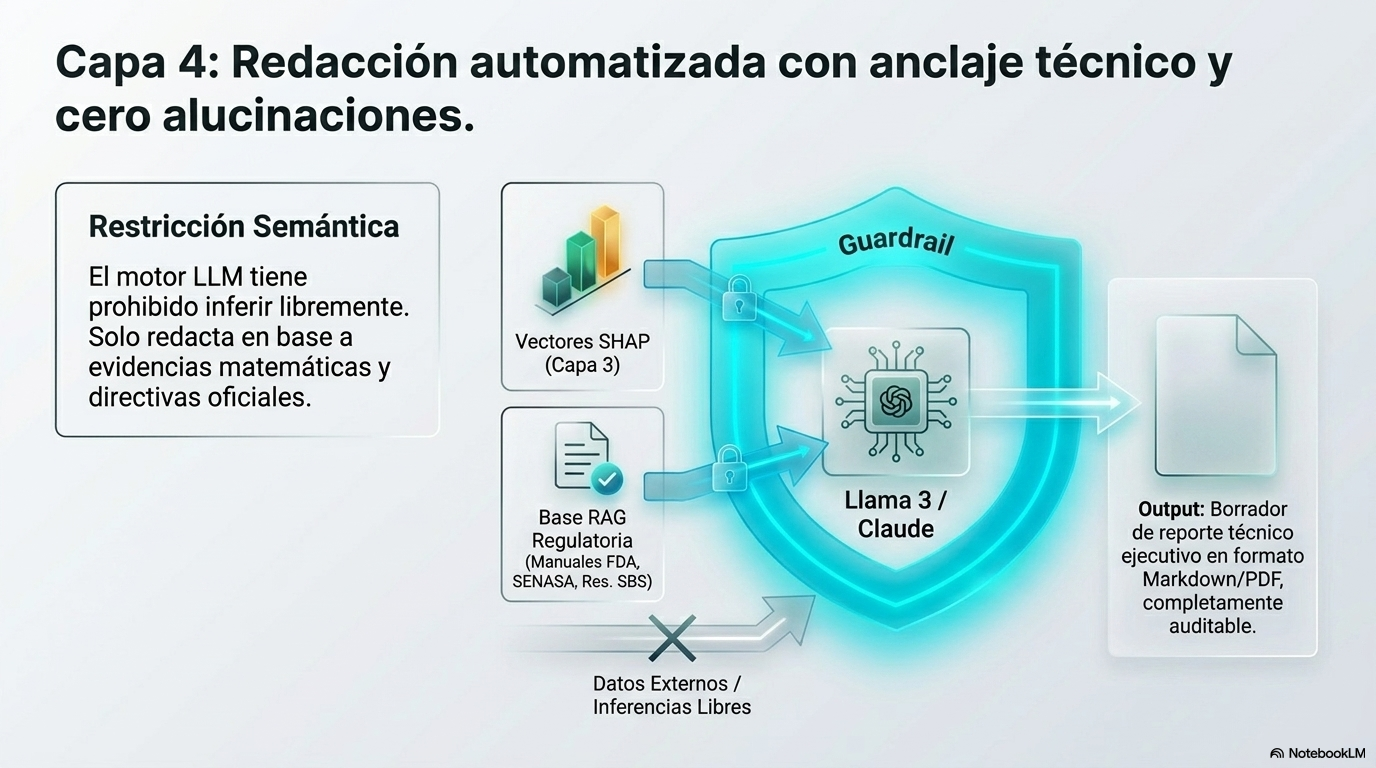 Capa 4: Redacción automatizada con anclaje técnico y
cero alucinaciones.
Restricción Semántica
El motor LLM tiene
prohibido inferir libremente.
Solo redacta en base a
evidencias matemáticas y
directivas oficiales.
Vectores SHAP
(Capa 3)
Base RAG
Regulatoria
(Manuales FDA,
SENASA, Res. SBS)
Datos Externos /
Inferencias Libres
Guardrail
Llama 3 /
Claude
Output: Borrador
de reporte técnico
ejecutivo en formato
Markdown/PDF,
completamente
auditable.
NotebookLM